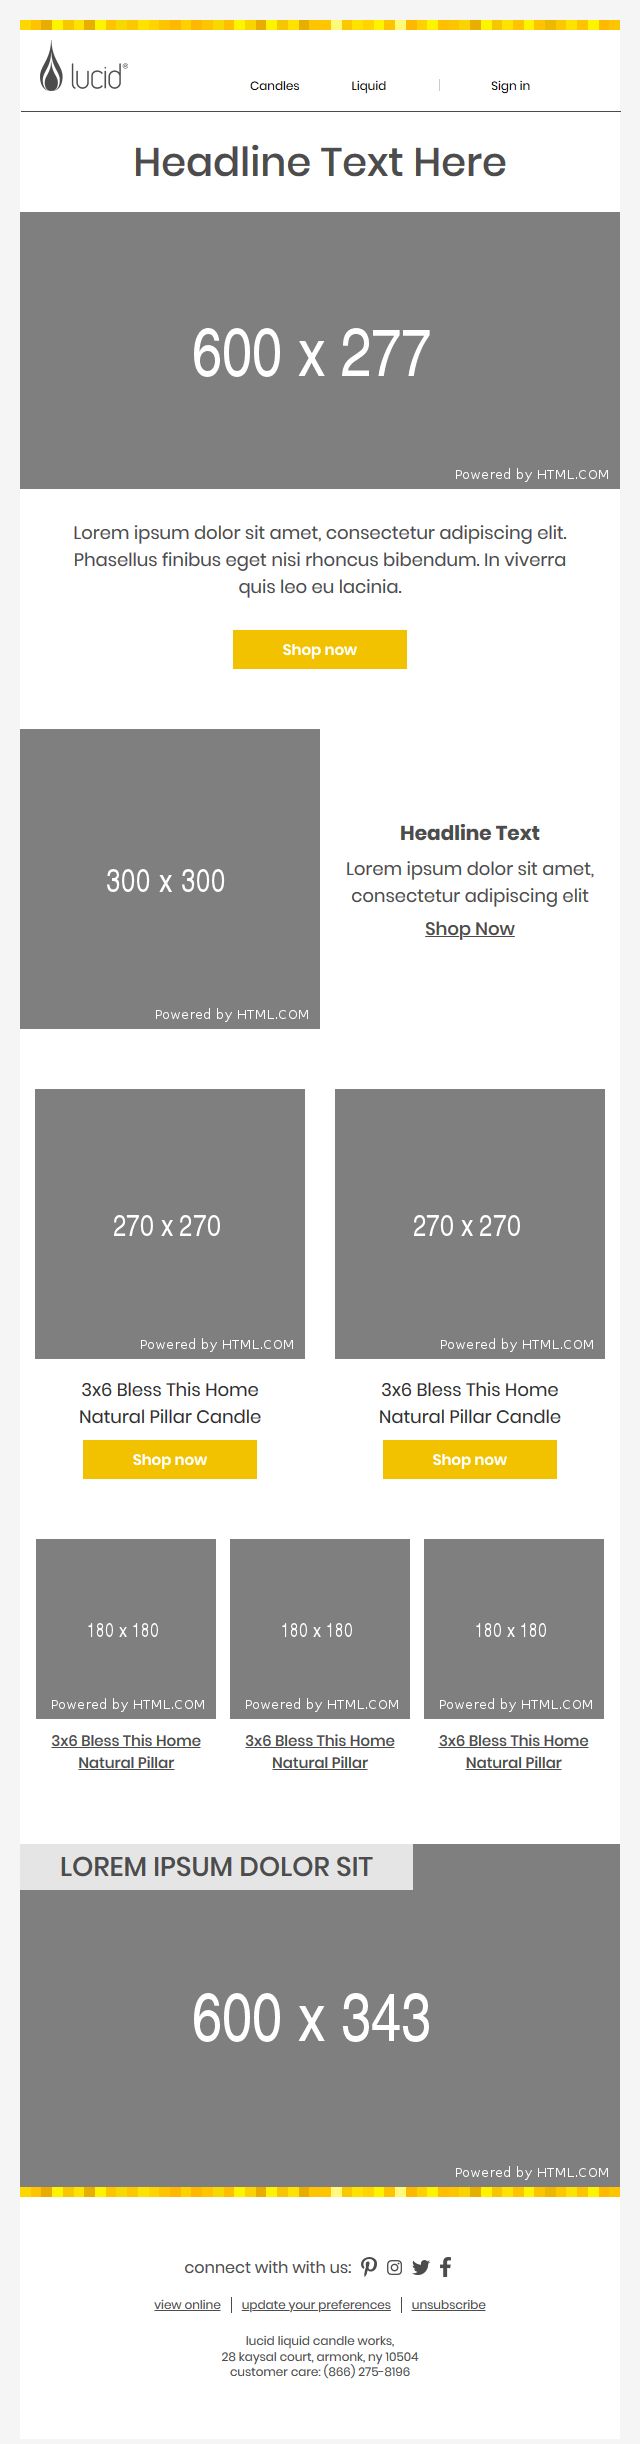 lucid®
Candles Liquid Sign in
Headline Text Here
600 x 277
Powered by HTML.COM
Lorem ipsum dolor sit amet, consectetur adipiscing elit.
Phasellus finibus eget nisi rhoncus bibendum. In viverra
quis leo eu lacinia.
Shop now
300 x 300
Powered by HTML.COM
Headline Text
Lorem ipsum dolor sit amet,
consectetur adipiscing elit
Shop Now
270 x 270
Powered by HTML.COM
3x6 Bless This Home
Natural Pillar Candle
Shop now
270 x 270
Powered by HTML.COM
3x6 Bless This Home
Natural Pillar Candle
Shop now
180 x 180
Powered by HTML.COM
3x6 Bless This Home
Natural Pillar
180 x 180
Powered by HTML.COM
3x6 Bless This Home
Natural Pillar
180 x 180
Powered by HTML.COM
3x6 Bless This Home
Natural Pillar
LOREM IPSUM DOLOR SIT
600 x 343
Powered by HTML.COM
connect with with us:
view online | update your preferences | unsubscribe
lucid liquid candle works,
28 kaysal court, armonk, ny 10504
customer care: (866) 275-8196